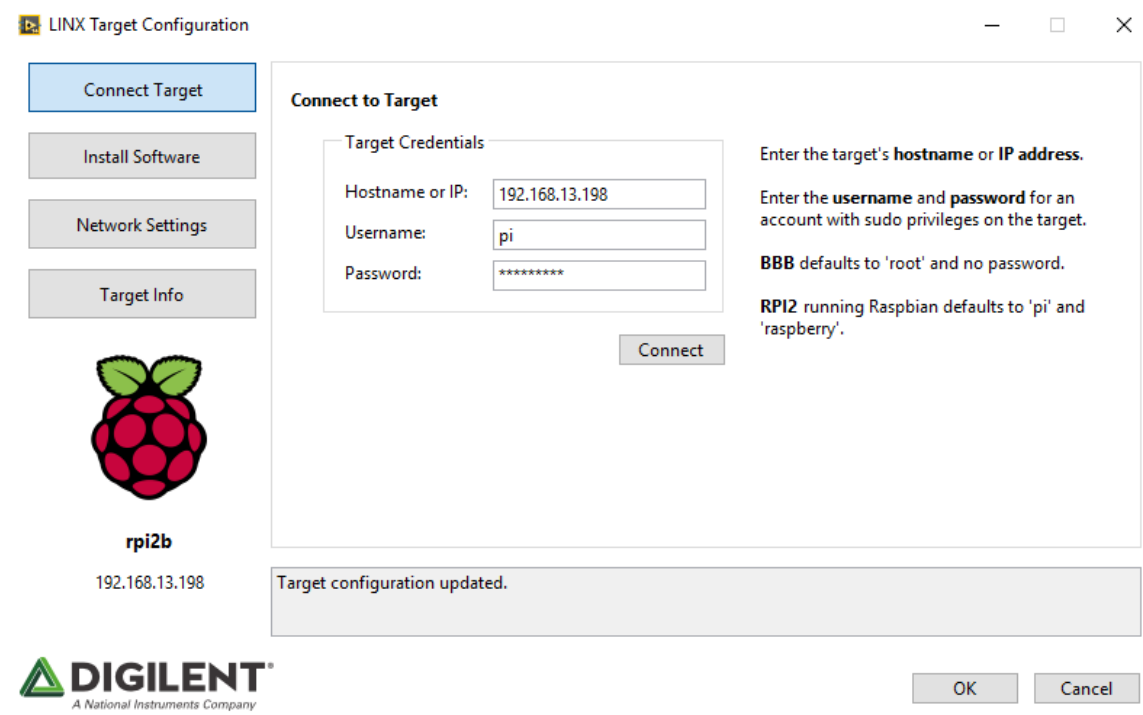 LINX Target Configuration
Connect Target
Install Software
Network Settings
Target Info
rpi2b
192.168.13.198
Connect to Target
Target Credentials
Hostname or IP: 192.168.13.198
Username: pi
Password: *********
Connect
Enter the target's hostname or IP address.
Enter the username and password for an
account with sudo privileges on the target.
BBB defaults to 'root' and no password.
RPI2 running Raspbian defaults to 'pi' and
'raspberry'.
Target configuration updated.
DIGILENT®
A National Instruments Company
OK Cancel